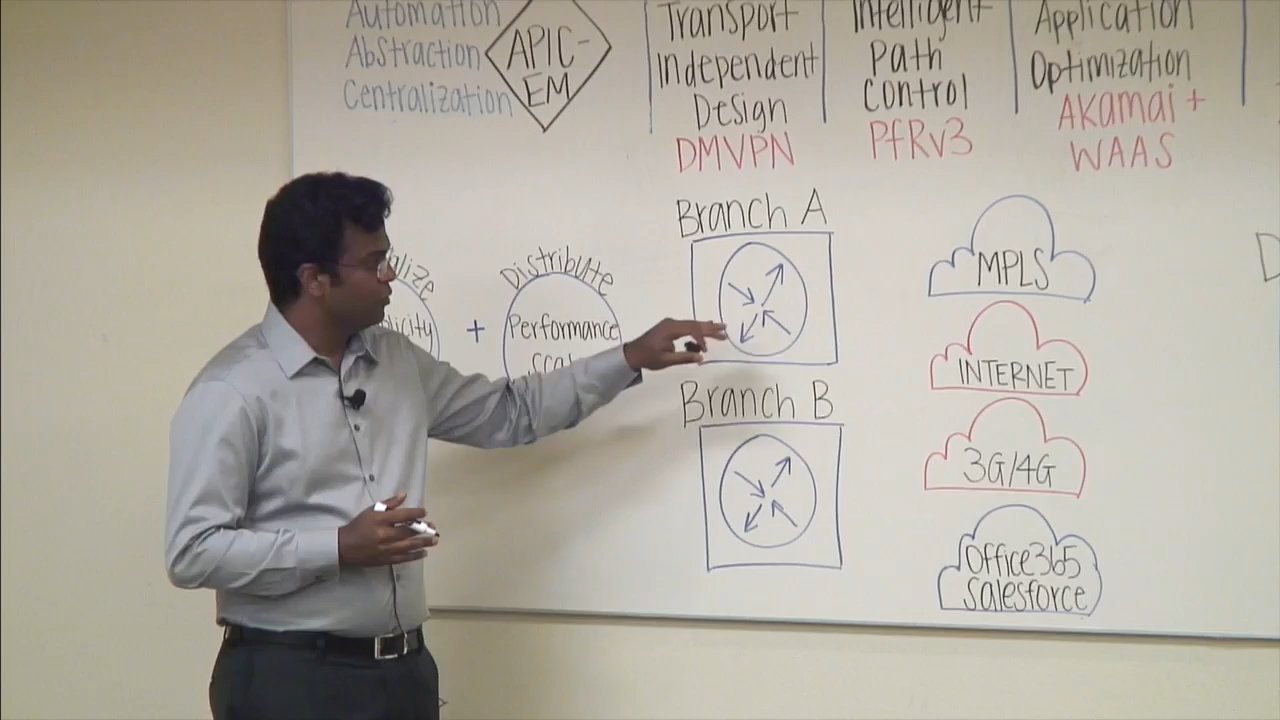 Automation
Abstraction
Centralization
APIC-
EM
Transport
Independent
Design
DMVPN
Intelligent
Path
Control
PfRv3
Application
Optimization
Akamai +
WAAS
+
Distribute
Performance
Branch A
Branch B
MPLS
INTERNET
3G/4G
Office365
Salesforce